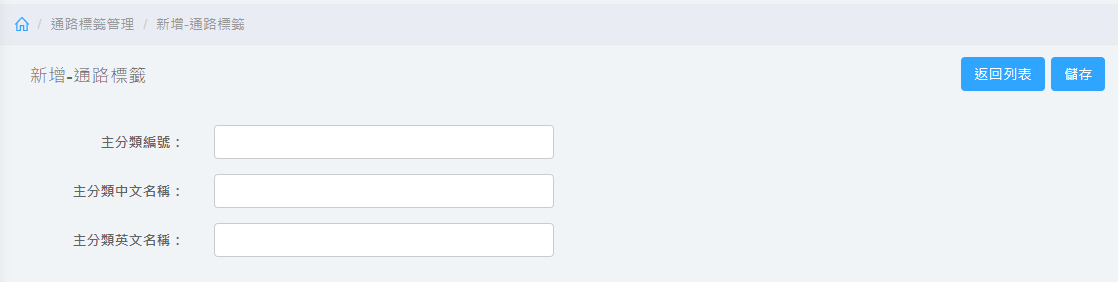 / 通路標籤管理 / 新增-通路標籤
新增-通路標籤
返回列表 儲存
主分類編號：
主分類中文名稱：
主分類英文名稱：